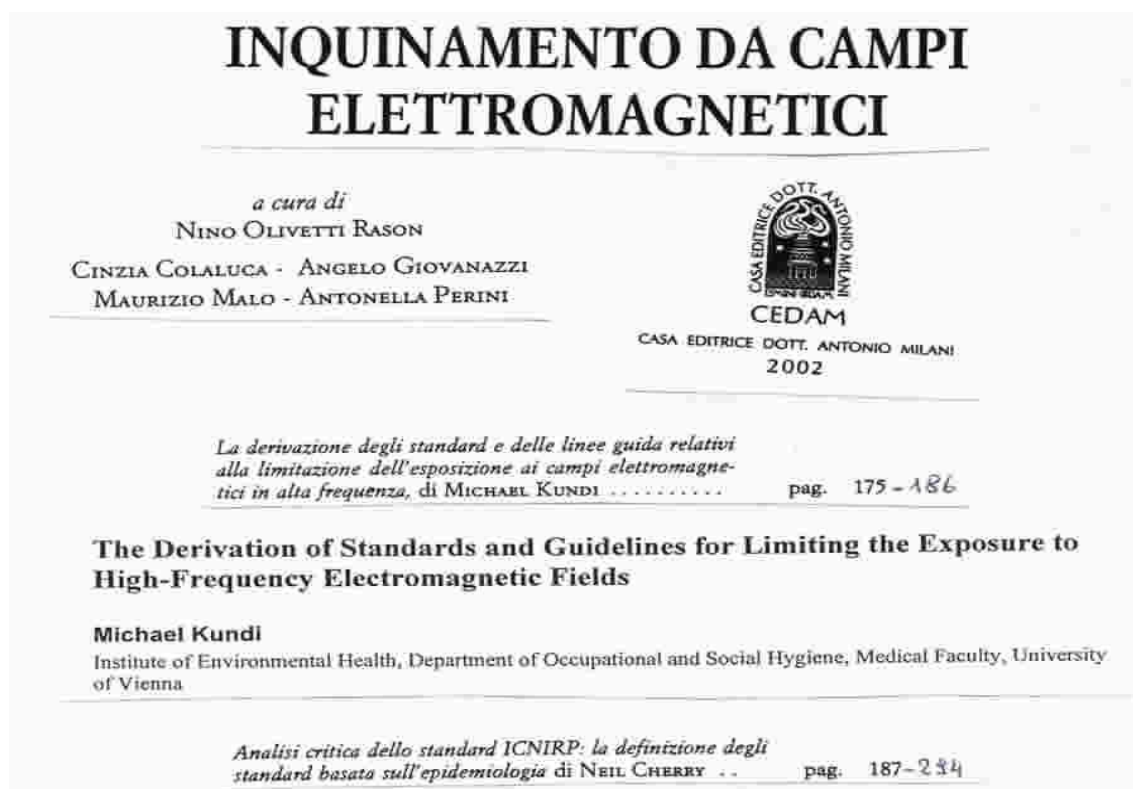 INQUINAMENTO DA CAMPI
ELETTROMAGNETICI
a cura di
NINO OLIVETTI RASON
CINZIA COLALUCA - ANGELO GIOVANAZZI
MAURIZIO MALO - ANTONELLA PERINI
CASA EDITRICE DOTT. ANTONIO MILANI
CEDAM
CASA EDITRICE DOTT. ANTONIO MILANI
2002
La derivazione degli standard e delle linee guida relativi
alla limitazione dell'esposizione ai campi elettromagne-
tici in alta frequenza, di MICHAEL KUNDI .......... pag. 175-186
The Derivation of Standards and Guidelines for Limiting the Exposure to
High-Frequency Electromagnetic Fields
Michael Kundi
Institute of Environmental Health, Department of Occupational and Social Hygiene, Medical Faculty, University
of Vienna
Analisi critica dello standard ICNIRP: la definizione degli
standard basata sull'epidemiologia di NEIL CHERRY .. pag. 187-